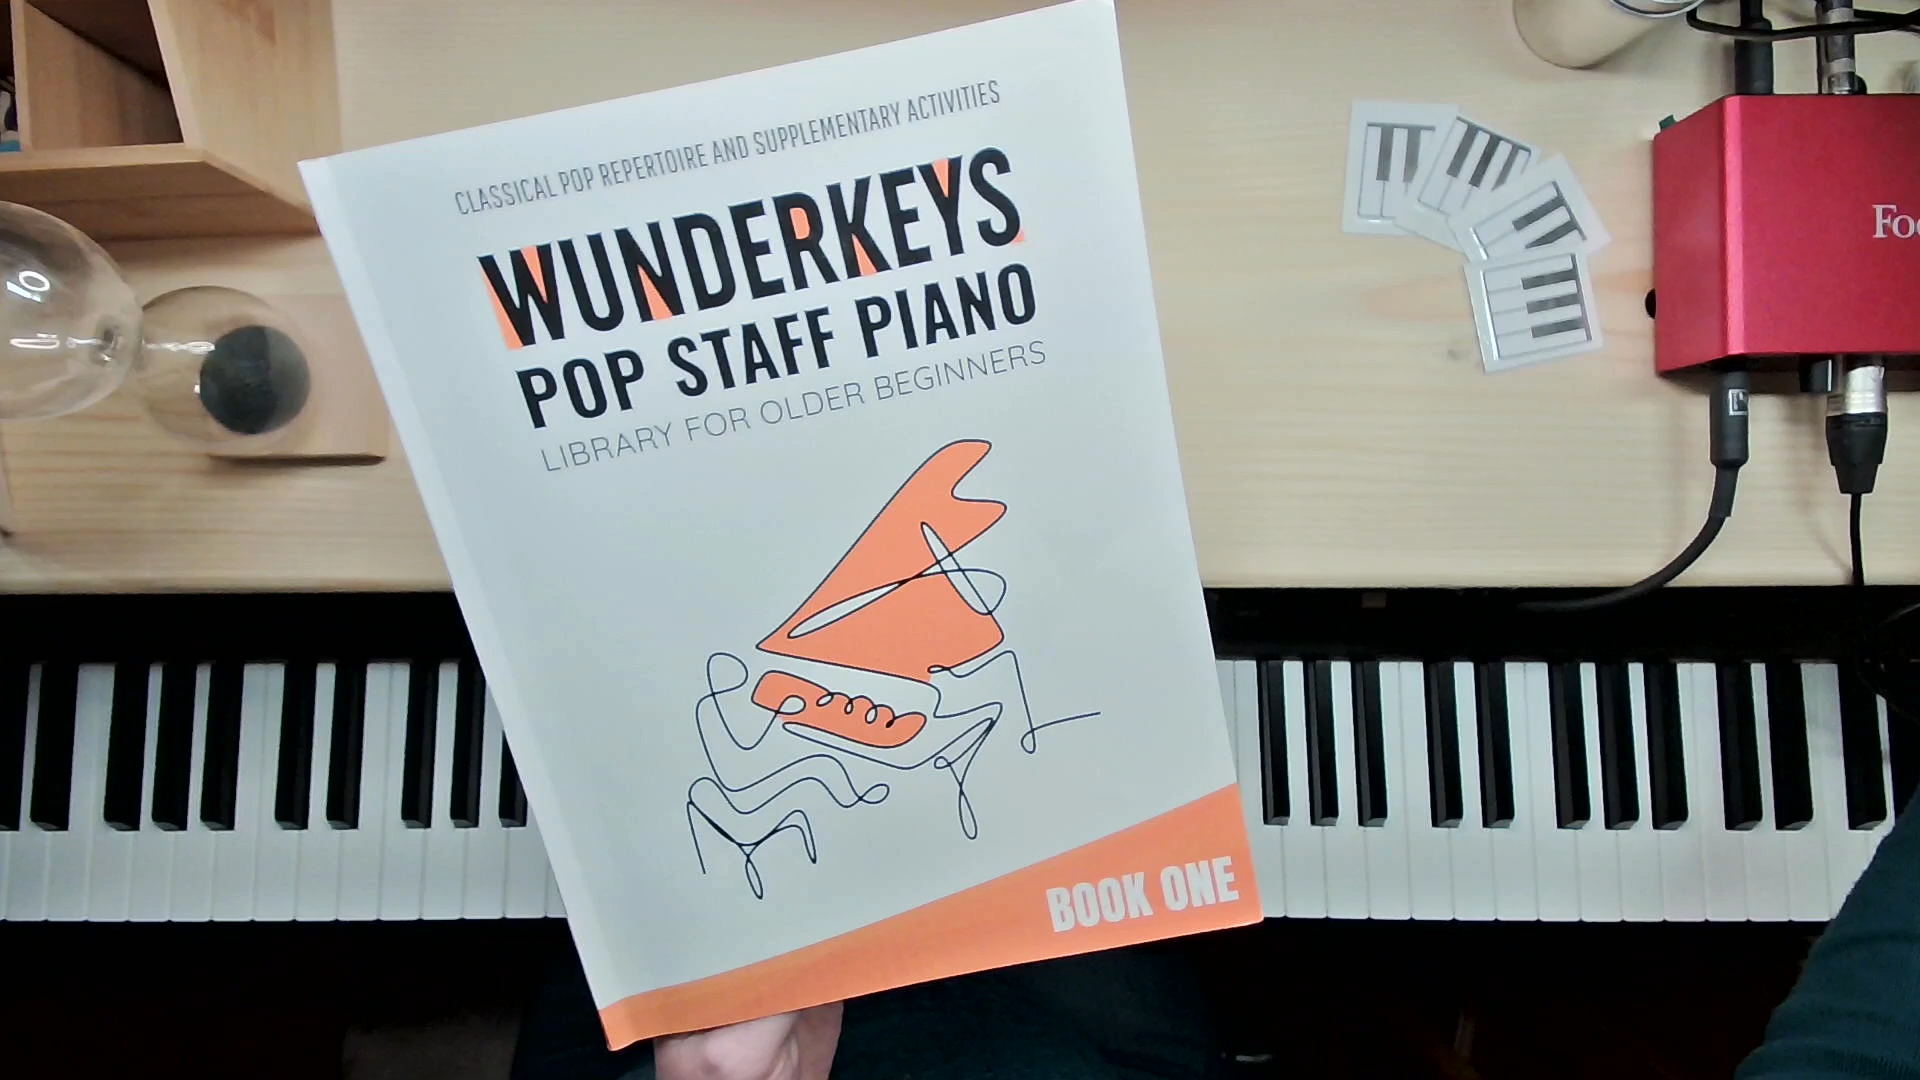 CLASSICAL POP REPERTOIRE AND SUPPLEMENTARY ACTIVITIES
WUNDERKEYS
POP STAFF PIANO
LIBRARY FOR OLDER BEGINNERS
BOOK ONE